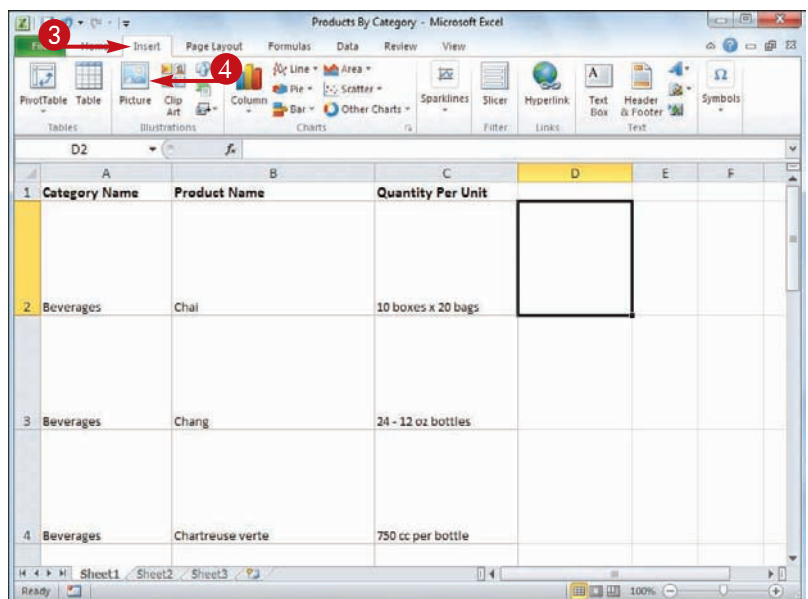 Products By Category - Microsoft Excel
3
Insert Page Layout Formulas Data Review View
4
PivotTable Table Picture Clip Art Column Line Pie Bar Area Scatter Other Charts Sparklines Slicer Hyperlink Text Box Header & Footer Symbols
Tables Illustrations Charts Filter Links Text
D2 fx
A B C D E F
1 Category Name Product Name Quantity Per Unit
2 Beverages Chai 10 boxes x 20 bags
3 Beverages Chang 24 - 12 oz bottles
4 Beverages Chartreuse verte 750 cc per bottle
Sheet1 Sheet2 Sheet3
Ready 100%